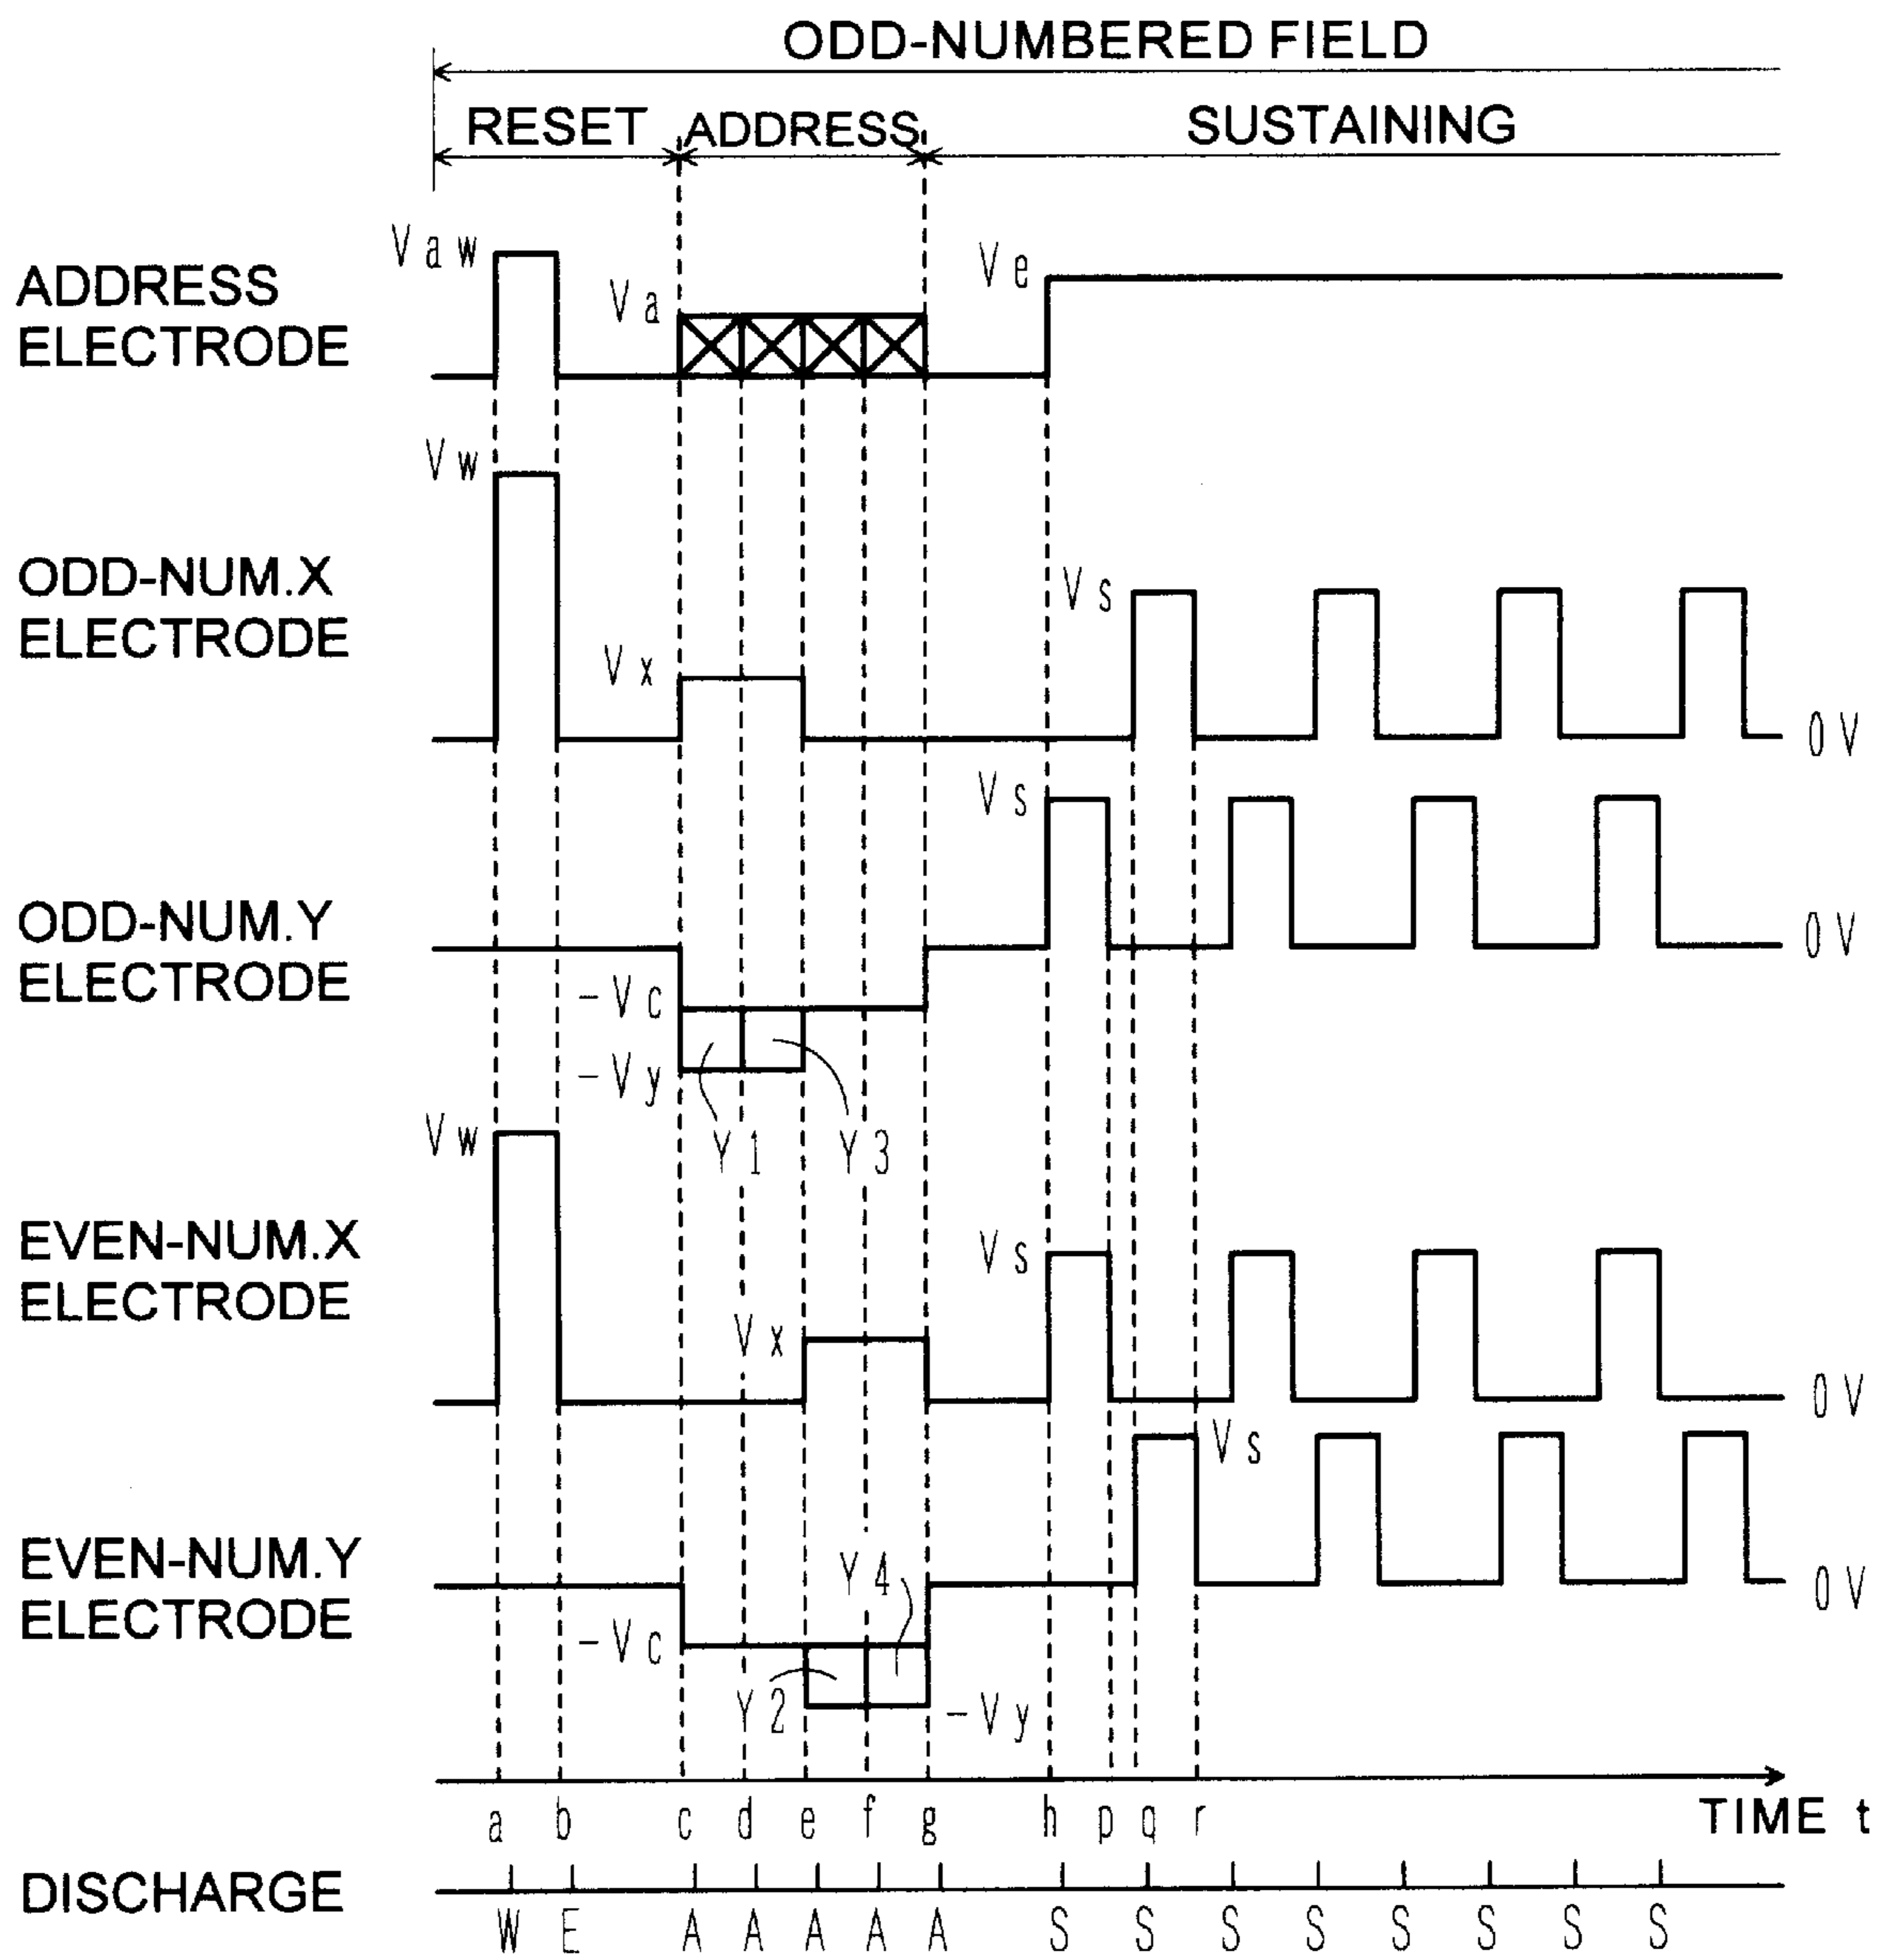 ODD-NUMBERED FIELD
RESET ADDRESS SUSTAINING
Vaw
Va
Ve
ADDRESS
ELECTRODE
Vw
Vx
Vs
ODD-NUM.X
ELECTRODE
0V
Vs
ODD-NUM.Y
ELECTRODE
0V
-Vc
-Vy
Y1 Y3
Vw
EVEN-NUM.X
ELECTRODE
Vs
Vx
0V
Vs
EVEN-NUM.Y
ELECTRODE
Y4
0V
-Vc
Y2
-Vy
a b c d e f g h p q r
TIME t
DISCHARGE
W E A A A A A S S S S S S S S